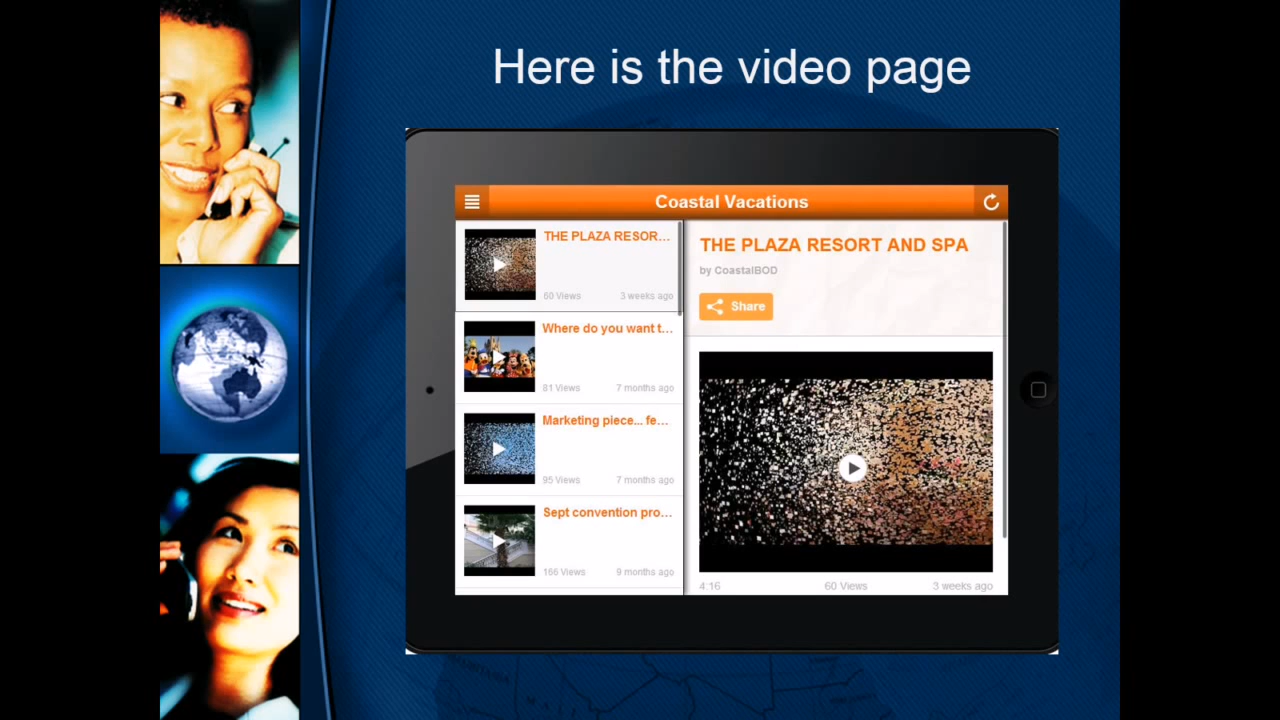 Here is the video page
Coastal Vacations
THE PLAZA RESOR...
60 Views 3 weeks ago
Where do you want t...
81 Views 7 months ago
Marketing piece... fe...
95 Views 7 months ago
Sept convention pro...
166 Views 9 months ago
THE PLAZA RESORT AND SPA
by CoastalBOD
Share
4:16 60 Views 3 weeks ago